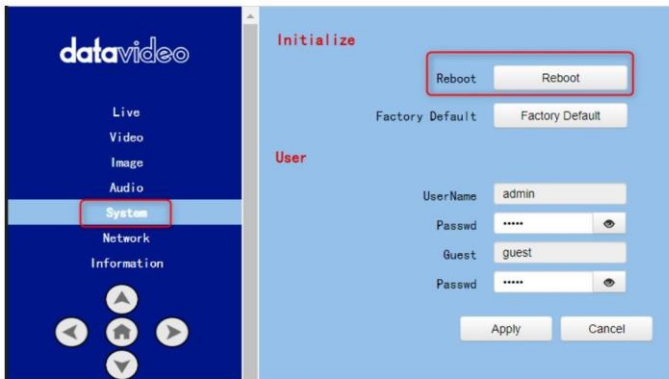 datavideo
Live
Video
Image
Audio
System
Network
Information
Initialize
Reboot Reboot
Factory Default Factory Default
User
UserName admin
Passwd •••••
Guest guest
Passwd •••••
Apply Cancel